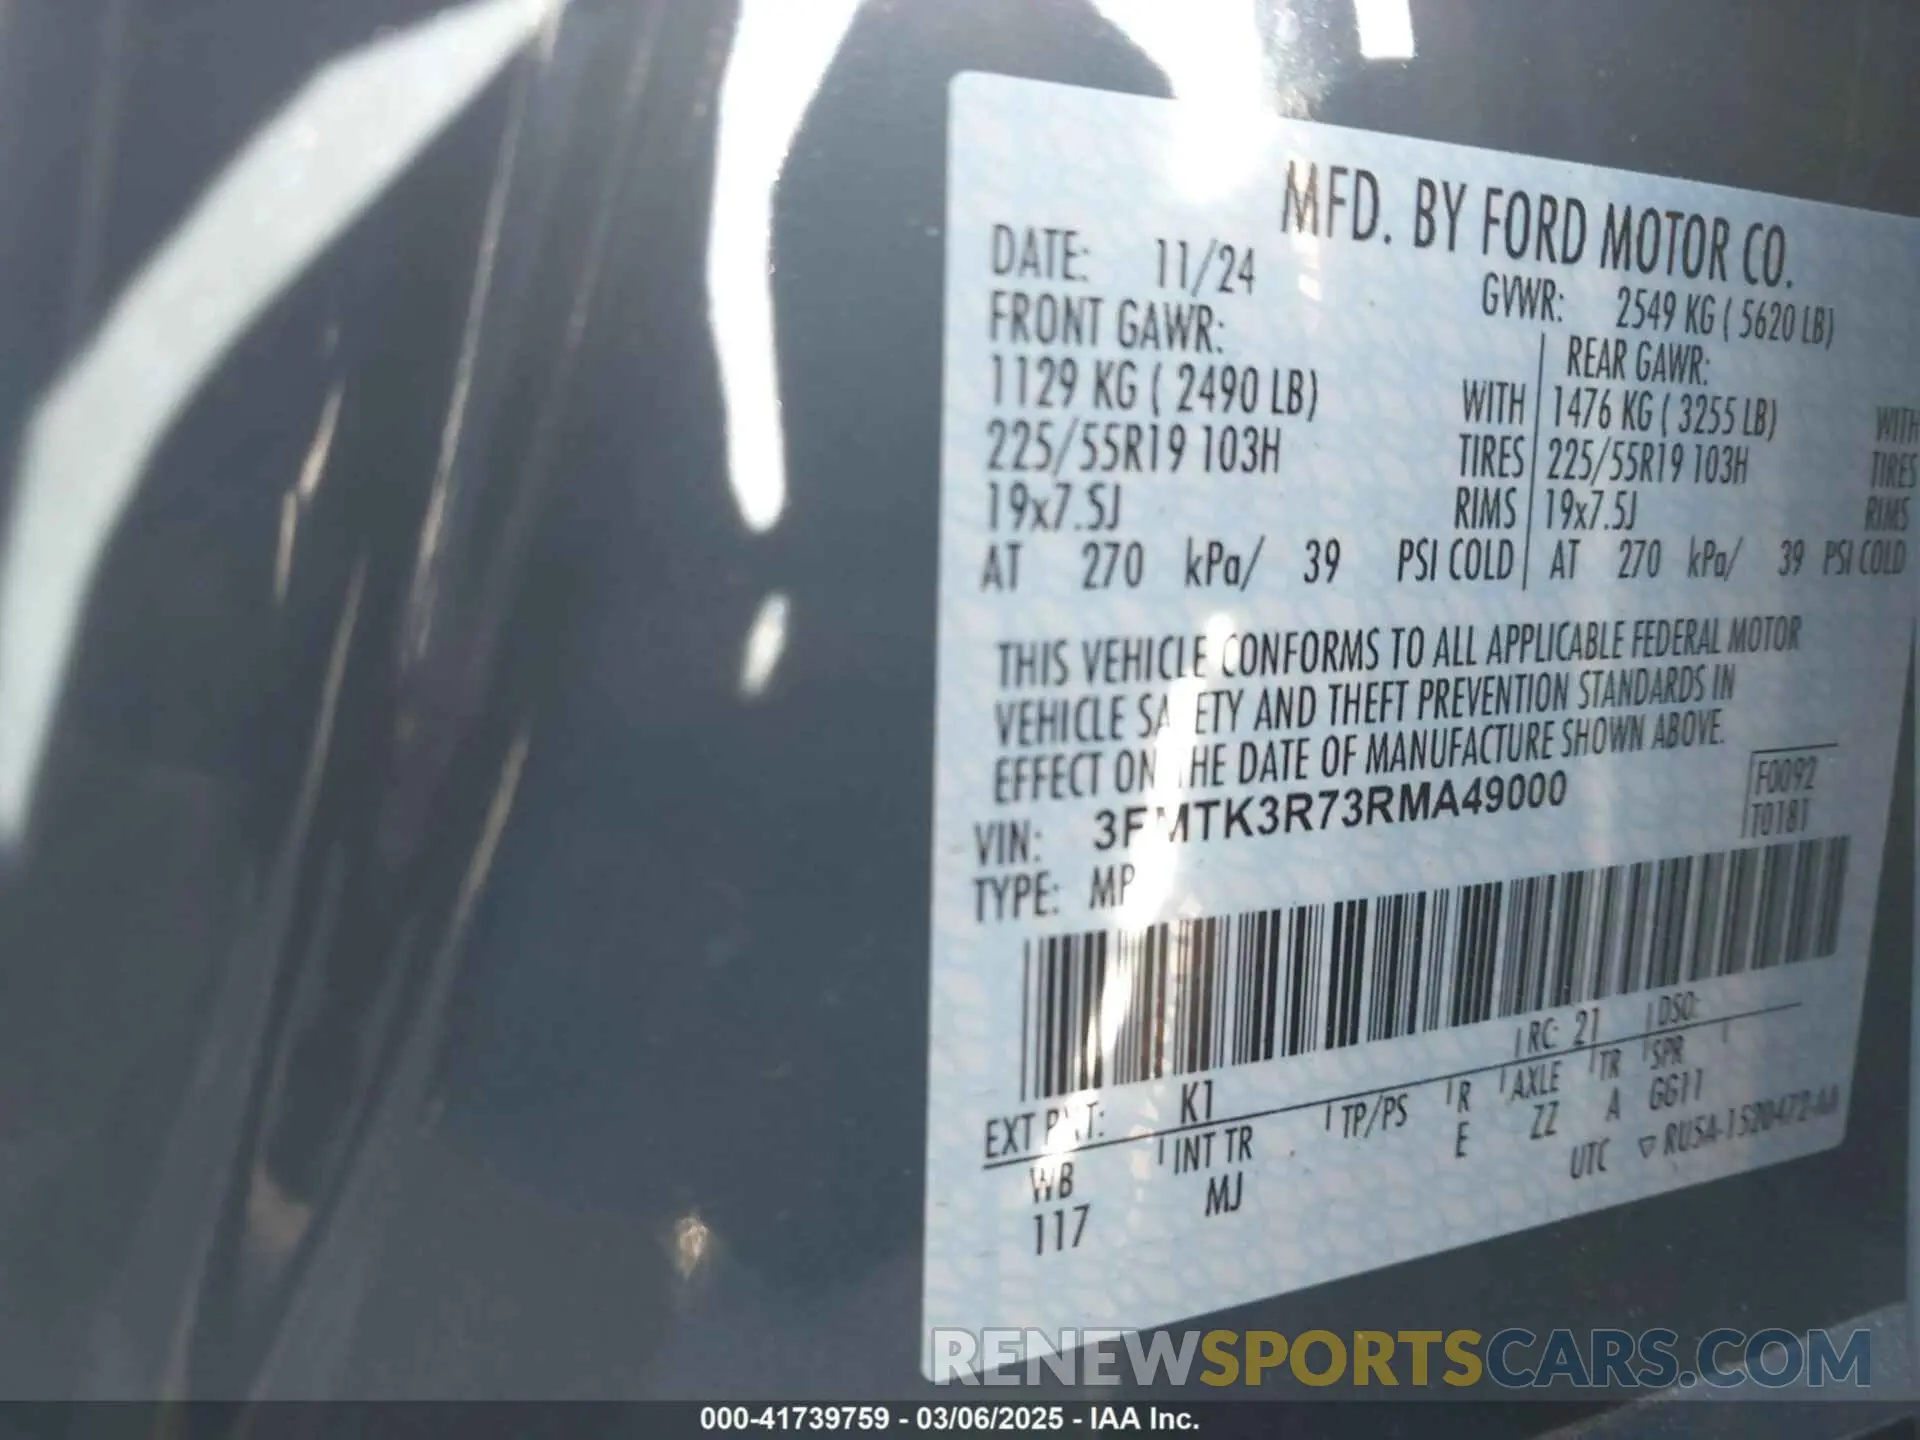 MFD. BY FORD MOTOR CO.
DATE: 11/24 GVWR: 2549 KG ( 5620 LB)
FRONT GAWR: REAR GAWR:
1129 KG ( 2490 LB) WITH 1476 KG ( 3255 LB) WITH
225/55R19 103H TIRES 225/55R19 103H TIRES
19x7.5J RIMS 19x7.5J RIMS
AT 270 kPa/ 39 PSI COLD AT 270 kPa/ 39 PSI COLD
THIS VEHICLE CONFORMS TO ALL APPLICABLE FEDERAL MOTOR
VEHICLE SAFETY AND THEFT PREVENTION STANDARDS IN
EFFECT ON THE DATE OF MANUFACTURE SHOWN ABOVE.
VIN: 3FMTK3R73RMA49000 F0092
TYPE: MP T0181
EXT PNT: K1 RC: 21 DSO:
WB INT TR TP/PS R AXLE TR SPR
117 MJ E ZZ A GG11
UTC ▽ RU5A-1520472-AA
RENEWSPORTSCARS.COM
000-41739759 - 03/06/2025 - IAA Inc.